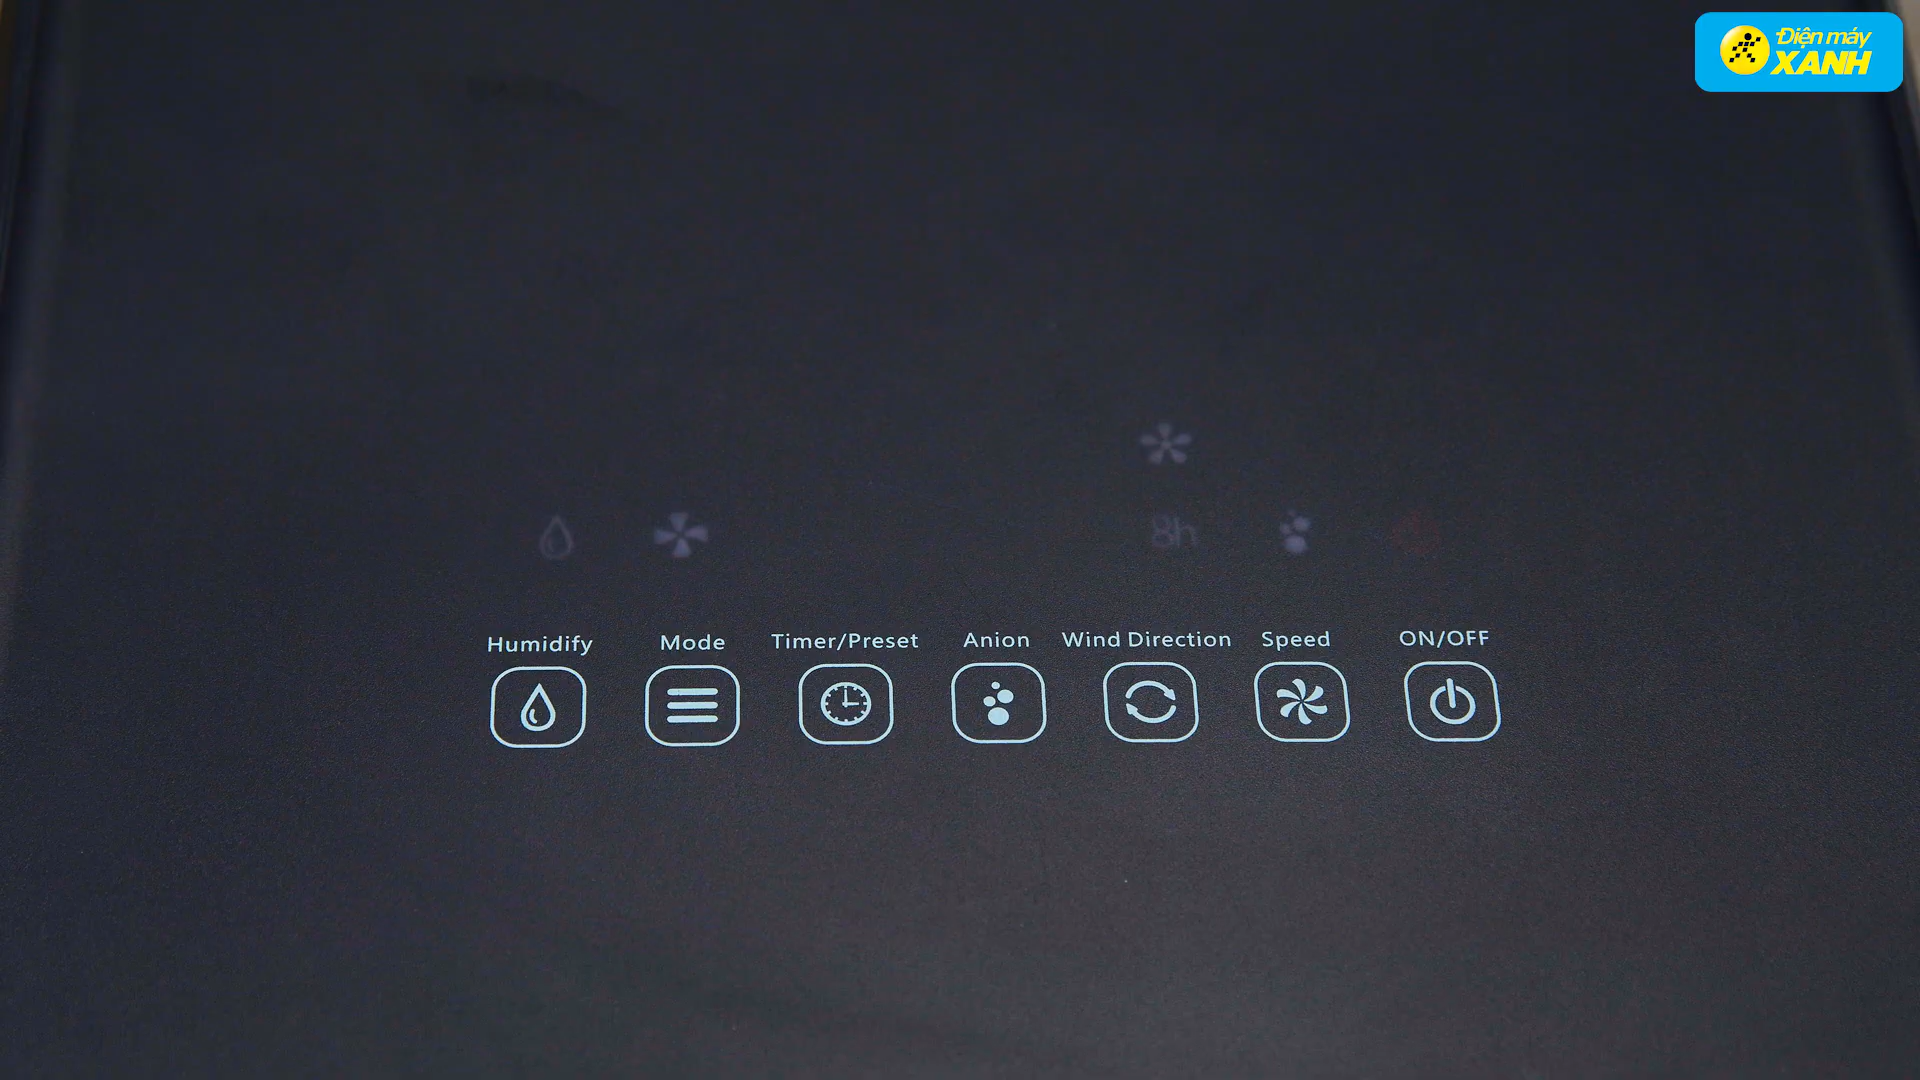 Điện máy
XANH
8h
Humidify Mode Timer/Preset Anion Wind Direction Speed ON/OFF